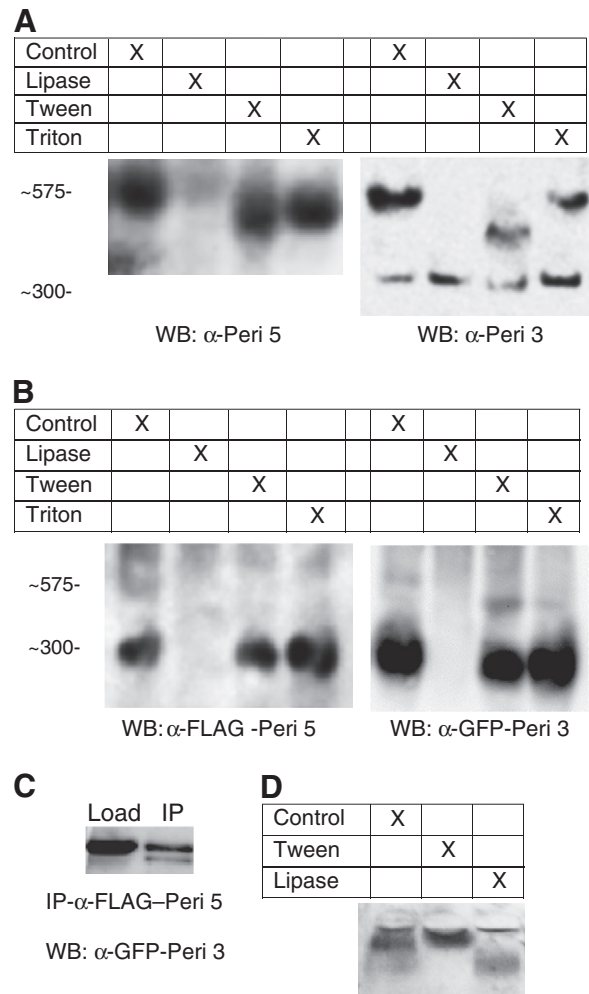 A
Control X X
Lipase X X
Tween X X
Triton X X
~575-
~300-
WB: α-Peri 5 WB: α-Peri 3
B
Control X X
Lipase X X
Tween X X
Triton X X
~575-
~300-
WB: α-FLAG -Peri 5 WB: α-GFP-Peri 3
C
Load IP
IP-α-FLAG–Peri 5
WB: α-GFP-Peri 3
D
Control X
Tween X
Lipase X